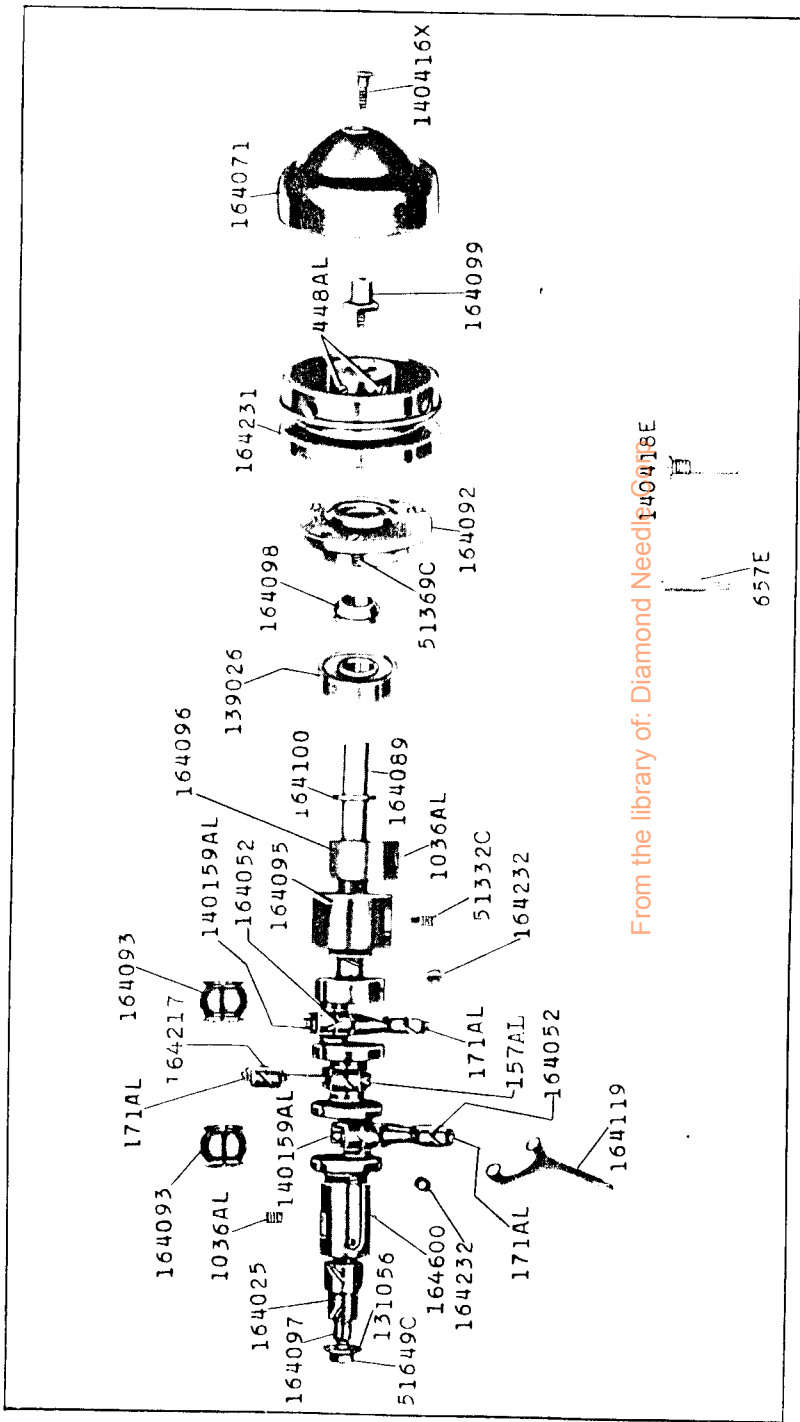 140416X
164071
164099
448AL
164231
164092
51369C
164098
139026
164089
164100
164096
1036AL
51332C
164095
164052
140159AL
164232
164093
164217
171AL
171AL
157AL
164052
164119
140159AL
164093
1036AL
171AL
164232
164600
131056
51649C
164025
164097
140418E
657E
From the library of: Diamond Needle Corp